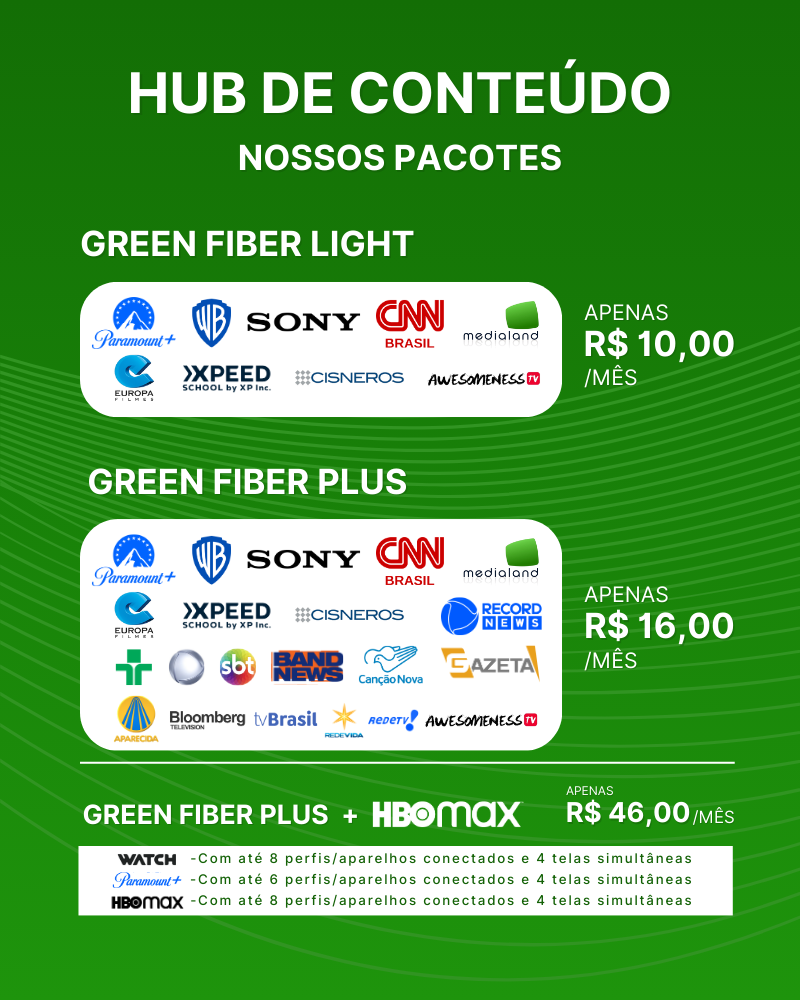 HUB DE CONTEÚDO
NOSSOS PACOTES
GREEN FIBER LIGHT
Paramount+ WB SONY CNN BRASIL medialand
EUROPA FILMES XPEED SCHOOL by XP Inc. CISNEROS AWESOMENESS TV
APENAS
R$ 10,00
/MÊS
GREEN FIBER PLUS
Paramount+ WB SONY CNN BRASIL medialand
EUROPA FILMES XPEED SCHOOL by XP Inc. CISNEROS RECORD NEWS
sbt BAND NEWS Canção Nova GAZETA
APARECIDA Bloomberg TELEVISION tvBrasil REDEVIDA REDETV! AWESOMENESS TV
APENAS
R$ 16,00
/MÊS
GREEN FIBER PLUS + HBOmax
APENAS
R$ 46,00/MÊS
WATCH -Com até 8 perfis/aparelhos conectados e 4 telas simultâneas
Paramount+ -Com até 6 perfis/aparelhos conectados e 4 telas simultâneas
HBOmax -Com até 8 perfis/aparelhos conectados e 4 telas simultâneas